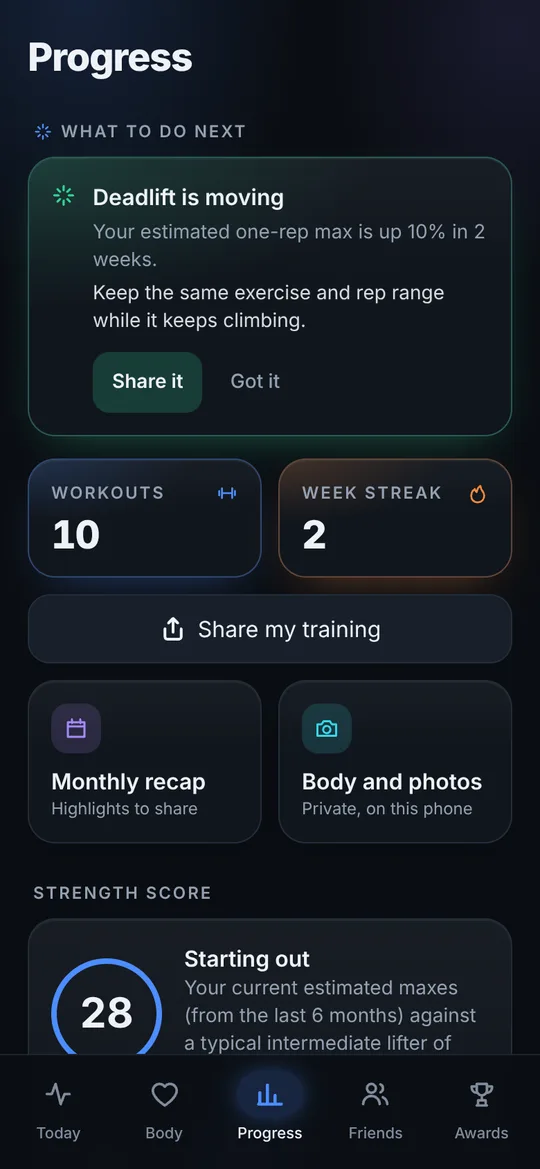 Progress
WHAT TO DO NEXT
Deadlift is moving
Your estimated one-rep max is up 10% in 2
weeks.
Keep the same exercise and rep range
while it keeps climbing.
Share it
Got it
WORKOUTS
10
WEEK STREAK
2
Share my training
Monthly recap
Highlights to share
Body and photos
Private, on this phone
STRENGTH SCORE
28
Starting out
Your current estimated maxes
(from the last 6 months) against
a typical intermediate lifter of
Today
Body
Progress
Friends
Awards